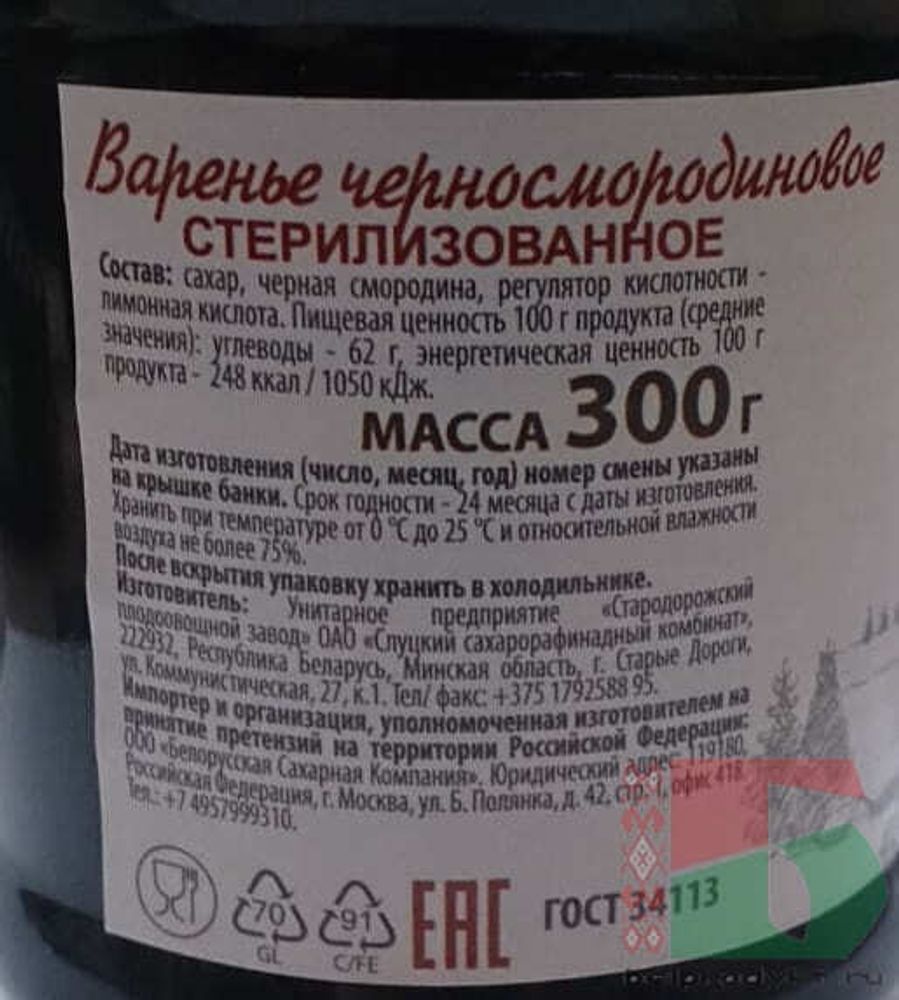 Варенье черносмородиновое
СТЕРИЛИЗОВАННОЕ
Состав: сахар, черная смородина, регулятор кислотности -
лимонная кислота. Пищевая ценность 100 г продукта (средние
значения): углеводы - 62 г, энергетическая ценность 100 г
продукта - 248 ккал / 1050 кДж.
МАССА 300 г
Дата изготовления (число, месяц, год) номер смены указаны
на крышке банки. Срок годности - 24 месяца с даты изготовления.
Хранить при температуре от 0 °С до 25 °С и относительной влажности
воздуха не более 75%.
После вскрытия упаковку хранить в холодильнике.
Изготовитель: Унитарное предприятие «Стародорожский
плодоовощной завод» ОАО «Слуцкий сахарорафинадный комбинат»,
222932, Республика Беларусь, Минская область, г. Старые Дороги,
ул. Коммунистическая, 27, к.1. Тел/ факс: +375 1792588 95.
Импортер и организация, уполномоченная изготовителем на
принятие претензий на территории Российской Федерации:
ООО «Белорусская Сахарная Компания». Юридический адрес: 119180,
Российская Федерация, г. Москва, ул. Б. Полянка, д. 42, стр. 1, офис 418.
Тел.: +7 4957999310.
70 91 ЕАС ГОСТ 34113
GL C/FE